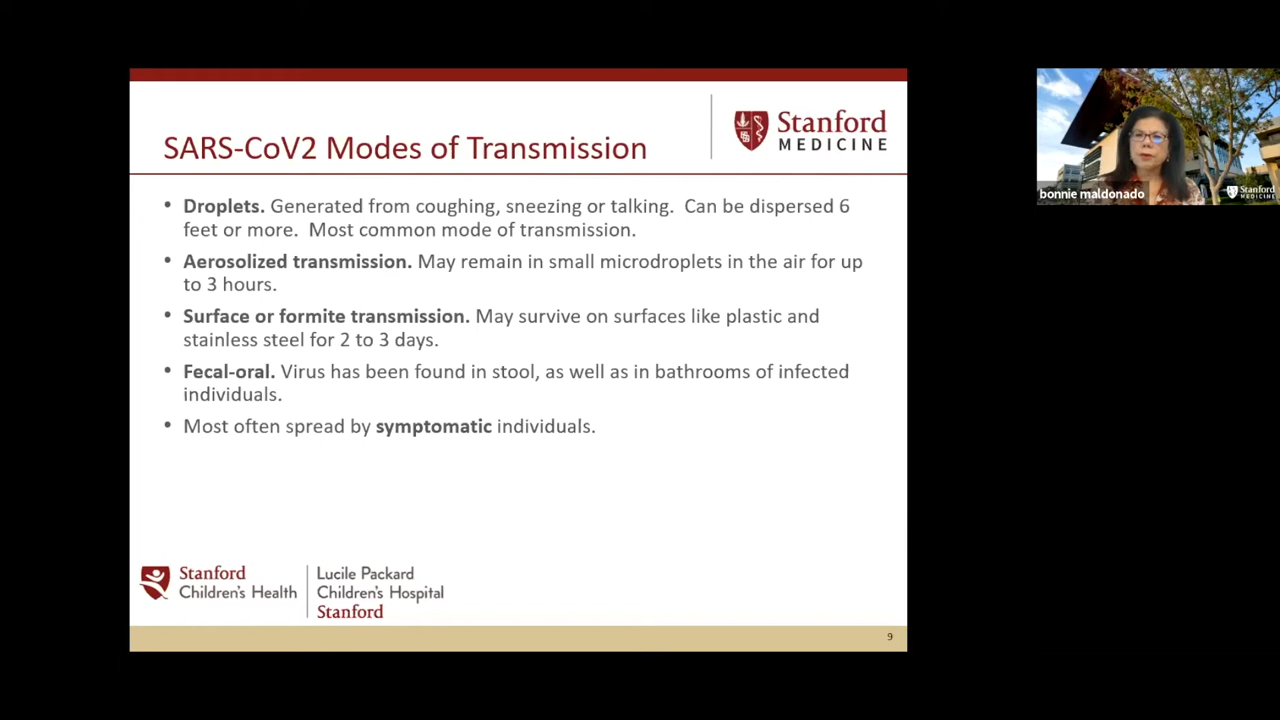 SARS-CoV2 Modes of Transmission
Stanford
MEDICINE
• Droplets. Generated from coughing, sneezing or talking.  Can be dispersed 6
feet or more.  Most common mode of transmission.
• Aerosolized transmission. May remain in small microdroplets in the air for up
to 3 hours.
• Surface or formite transmission. May survive on surfaces like plastic and
stainless steel for 2 to 3 days.
• Fecal-oral. Virus has been found in stool, as well as in bathrooms of infected
individuals.
• Most often spread by symptomatic individuals.
Stanford
Children's Health
Lucile Packard
Children's Hospital
Stanford
9
bonnie maldonado
Stanford
MEDICINE